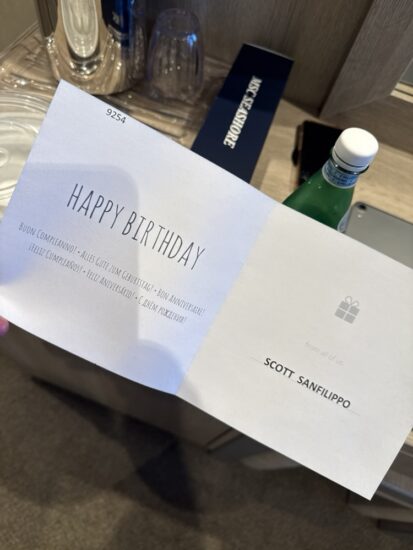 9254
HAPPY BIRTHDAY
BUON COMPLEANNO! • ALLES GUTE ZUM GEBURTSTAG! • BON ANNIVERSAIRE!
¡FELIZ CUMPLEAÑOS! • FELIZ ANIVERSÁRIO! • С ДНЁМ РОЖДЕНИЯ!
from all of us
SCOTT SANFILIPPO
MSC SEASHORE